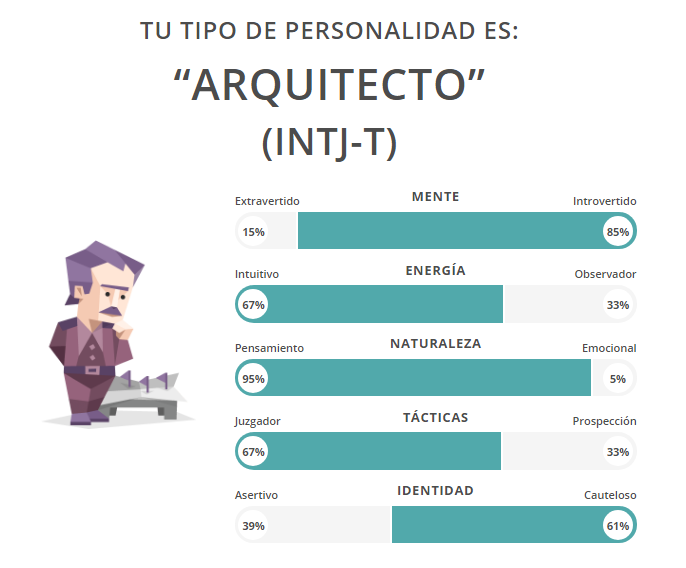 TU TIPO DE PERSONALIDAD ES:
“ARQUITECTO”
(INTJ-T)
Extravertido MENTE Introvertido
15% 85%
Intuitivo ENERGÍA Observador
67% 33%
Pensamiento NATURALEZA Emocional
95% 5%
Juzgador TÁCTICAS Prospección
67% 33%
Asertivo IDENTIDAD Cauteloso
39% 61%